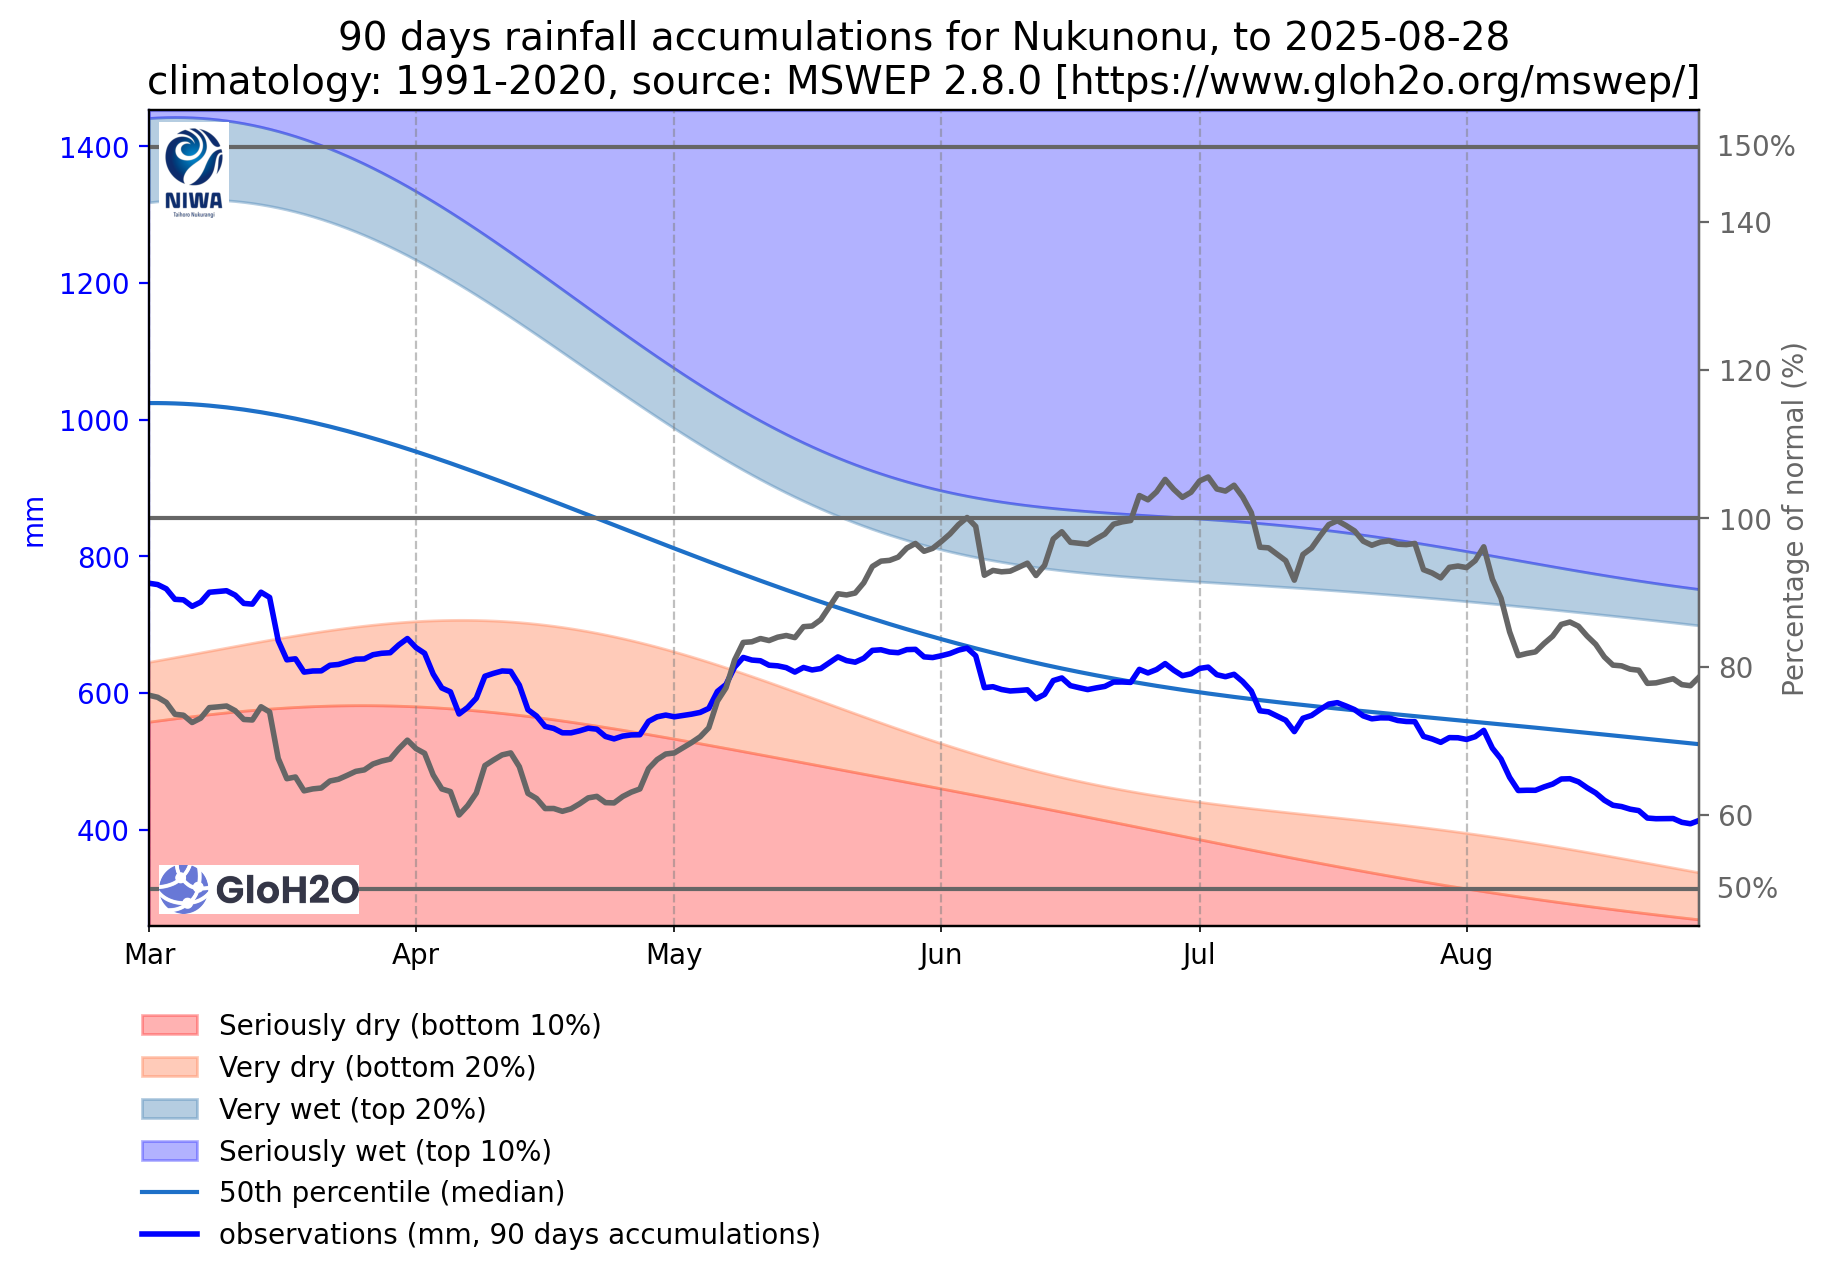 90 days rainfall accumulations for Nukunonu, to 2025-08-28
climatology: 1991-2020, source: MSWEP 2.8.0 [https://www.gloh2o.org/mswep/]
1400
1200
1000
800
600
400
mm
150%
140
120
100
80
60
50%
Percentage of normal (%)
NIWA
Taihoro Nukurangi
GloH2O
Mar
Apr
May
Jun
Jul
Aug
Seriously dry (bottom 10%)
Very dry (bottom 20%)
Very wet (top 20%)
Seriously wet (top 10%)
50th percentile (median)
observations (mm, 90 days accumulations)